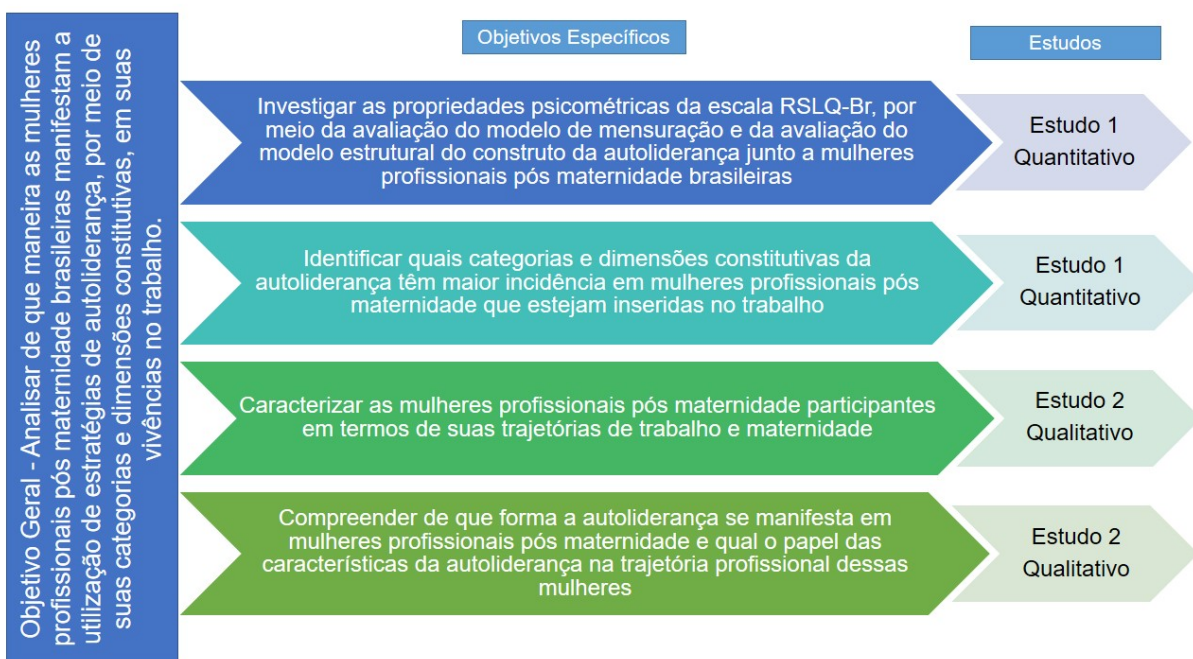 Objetivo Geral - Analisar de que maneira as mulheres
profissionais pós maternidade brasileiras manifestam a
utilização de estratégias de autoliderança, por meio de
suas categorias e dimensões constitutivas, em suas
vivências no trabalho.
Objetivos Específicos
Estudos
Investigar as propriedades psicométricas da escala RSLQ-Br, por
meio da avaliação do modelo de mensuração e da avaliação do
modelo estrutural do construto da autoliderança junto a mulheres
profissionais pós maternidade brasileiras
Estudo 1
Quantitativo
Identificar quais categorias e dimensões constitutivas da
autoliderança têm maior incidência em mulheres profissionais pós
maternidade que estejam inseridas no trabalho
Estudo 1
Quantitativo
Caracterizar as mulheres profissionais pós maternidade participantes
em termos de suas trajetórias de trabalho e maternidade
Estudo 2
Qualitativo
Compreender de que forma a autoliderança se manifesta em
mulheres profissionais pós maternidade e qual o papel das
características da autoliderança na trajetória profissional dessas
mulheres
Estudo 2
Qualitativo